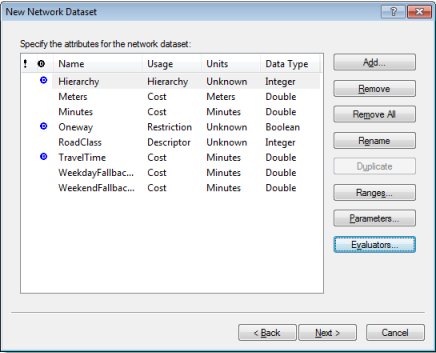 New Network Dataset
Specify the attributes for the network dataset:
! Name Usage Units Data Type
Hierarchy Hierarchy Unknown Integer
Meters Cost Meters Double
Minutes Cost Minutes Double
Oneway Restriction Unknown Boolean
RoadClass Descriptor Unknown Integer
TravelTime Cost Minutes Double
WeekdayFallbac... Cost Minutes Double
WeekendFallbac... Cost Minutes Double
Add...
Remove
Remove All
Rename
Duplicate
Ranges...
Parameters...
Evaluators...
< Back Next > Cancel